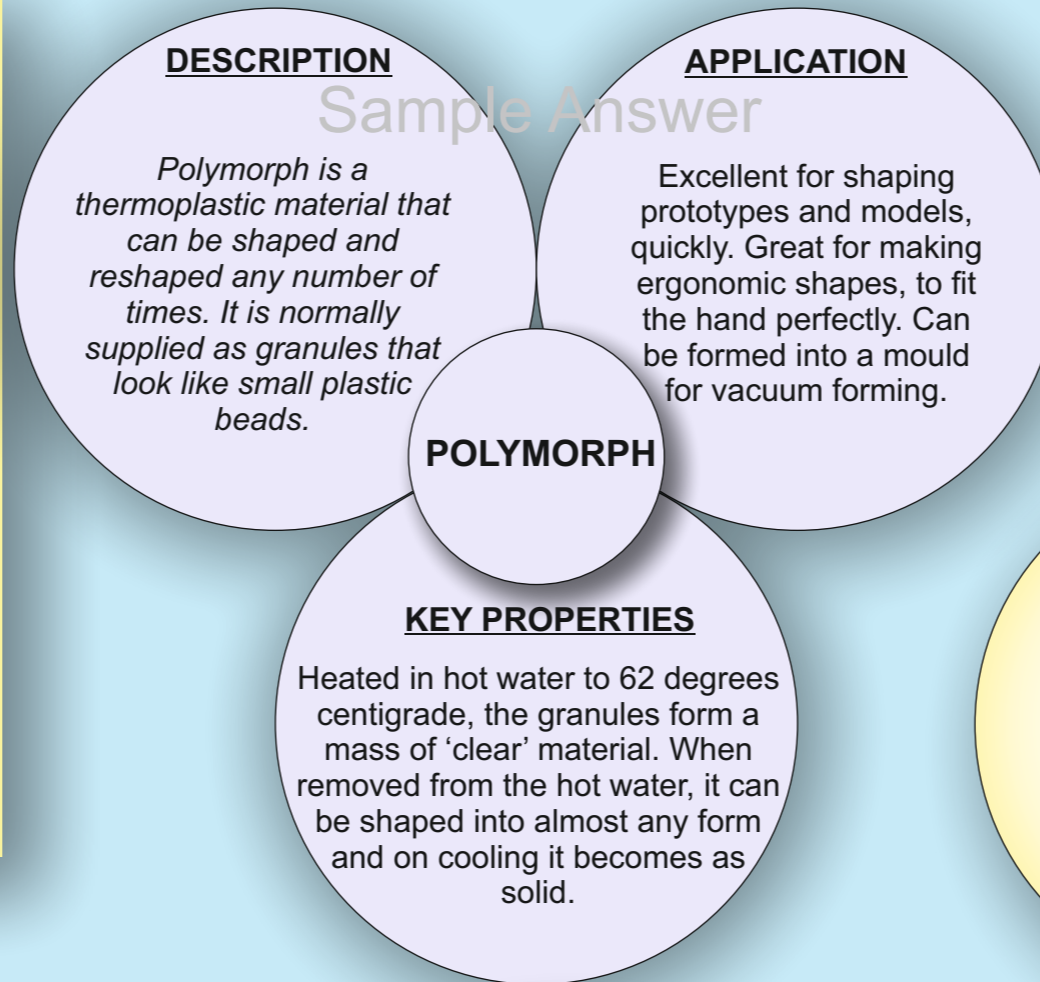 Sample Answer
DESCRIPTION
Polymorph is a
thermoplastic material that
can be shaped and
reshaped any number of
times. It is normally
supplied as granules that
look like small plastic
beads.
APPLICATION
Excellent for shaping
prototypes and models,
quickly. Great for making
ergonomic shapes, to fit
the hand perfectly. Can
be formed into a mould
for vacuum forming.
POLYMORPH
KEY PROPERTIES
Heated in hot water to 62 degrees
centigrade, the granules form a
mass of ‘clear’ material. When
removed from the hot water, it can
be shaped into almost any form
and on cooling it becomes as
solid.